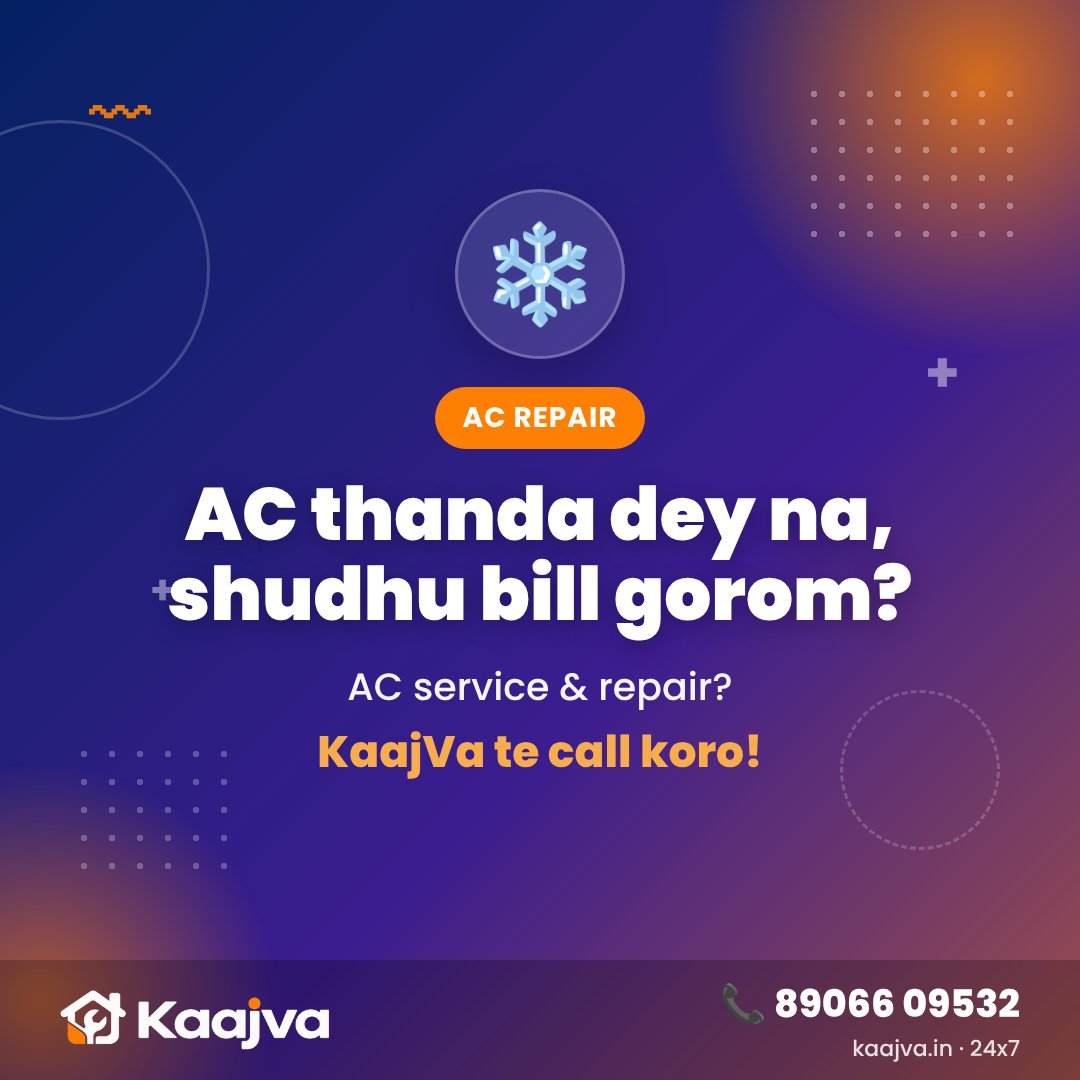 AC REPAIR
AC thanda dey na,
shudhu bill gorom?
AC service & repair?
KaajVa te call koro!
Kaajva
89066 09532
kaajva.in · 24x7